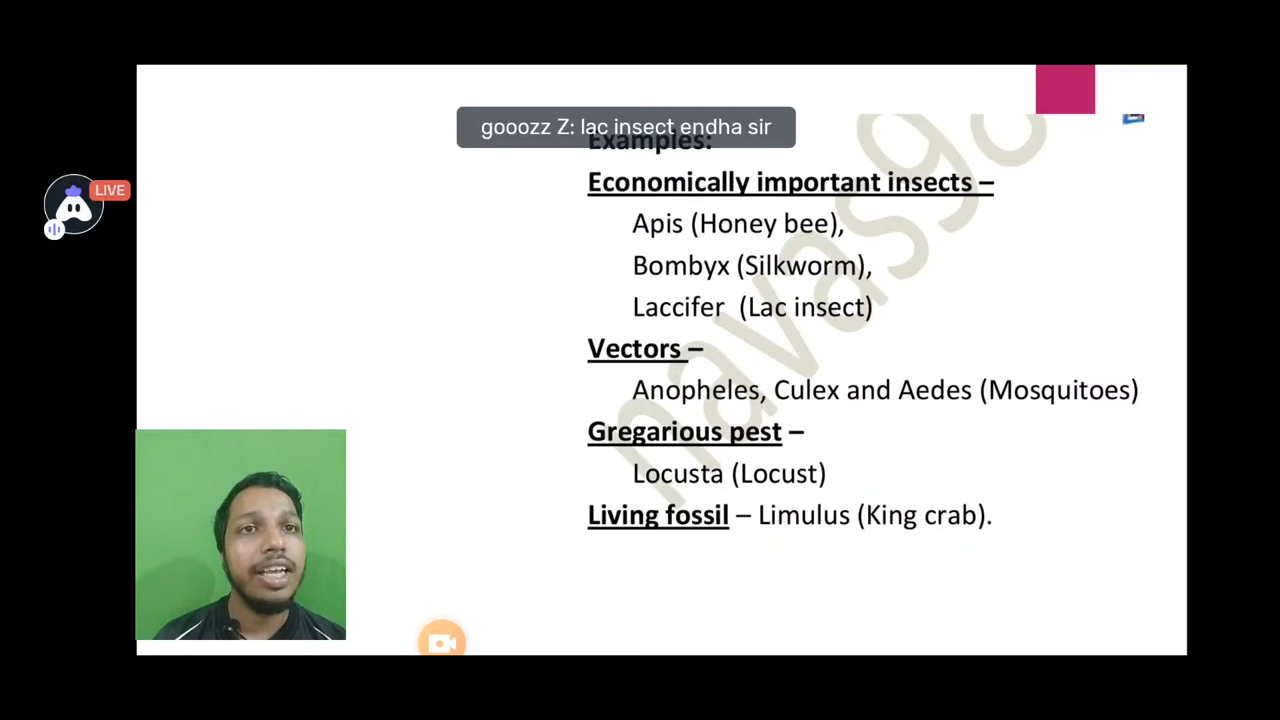 gooozz Z: lac insect endha sir
LIVE
Examples:
Economically important insects –
Apis (Honey bee),
Bombyx (Silkworm),
Laccifer (Lac insect)
Vectors –
Anopheles, Culex and Aedes (Mosquitoes)
Gregarious pest –
Locusta (Locust)
Living fossil – Limulus (King crab).
navas98